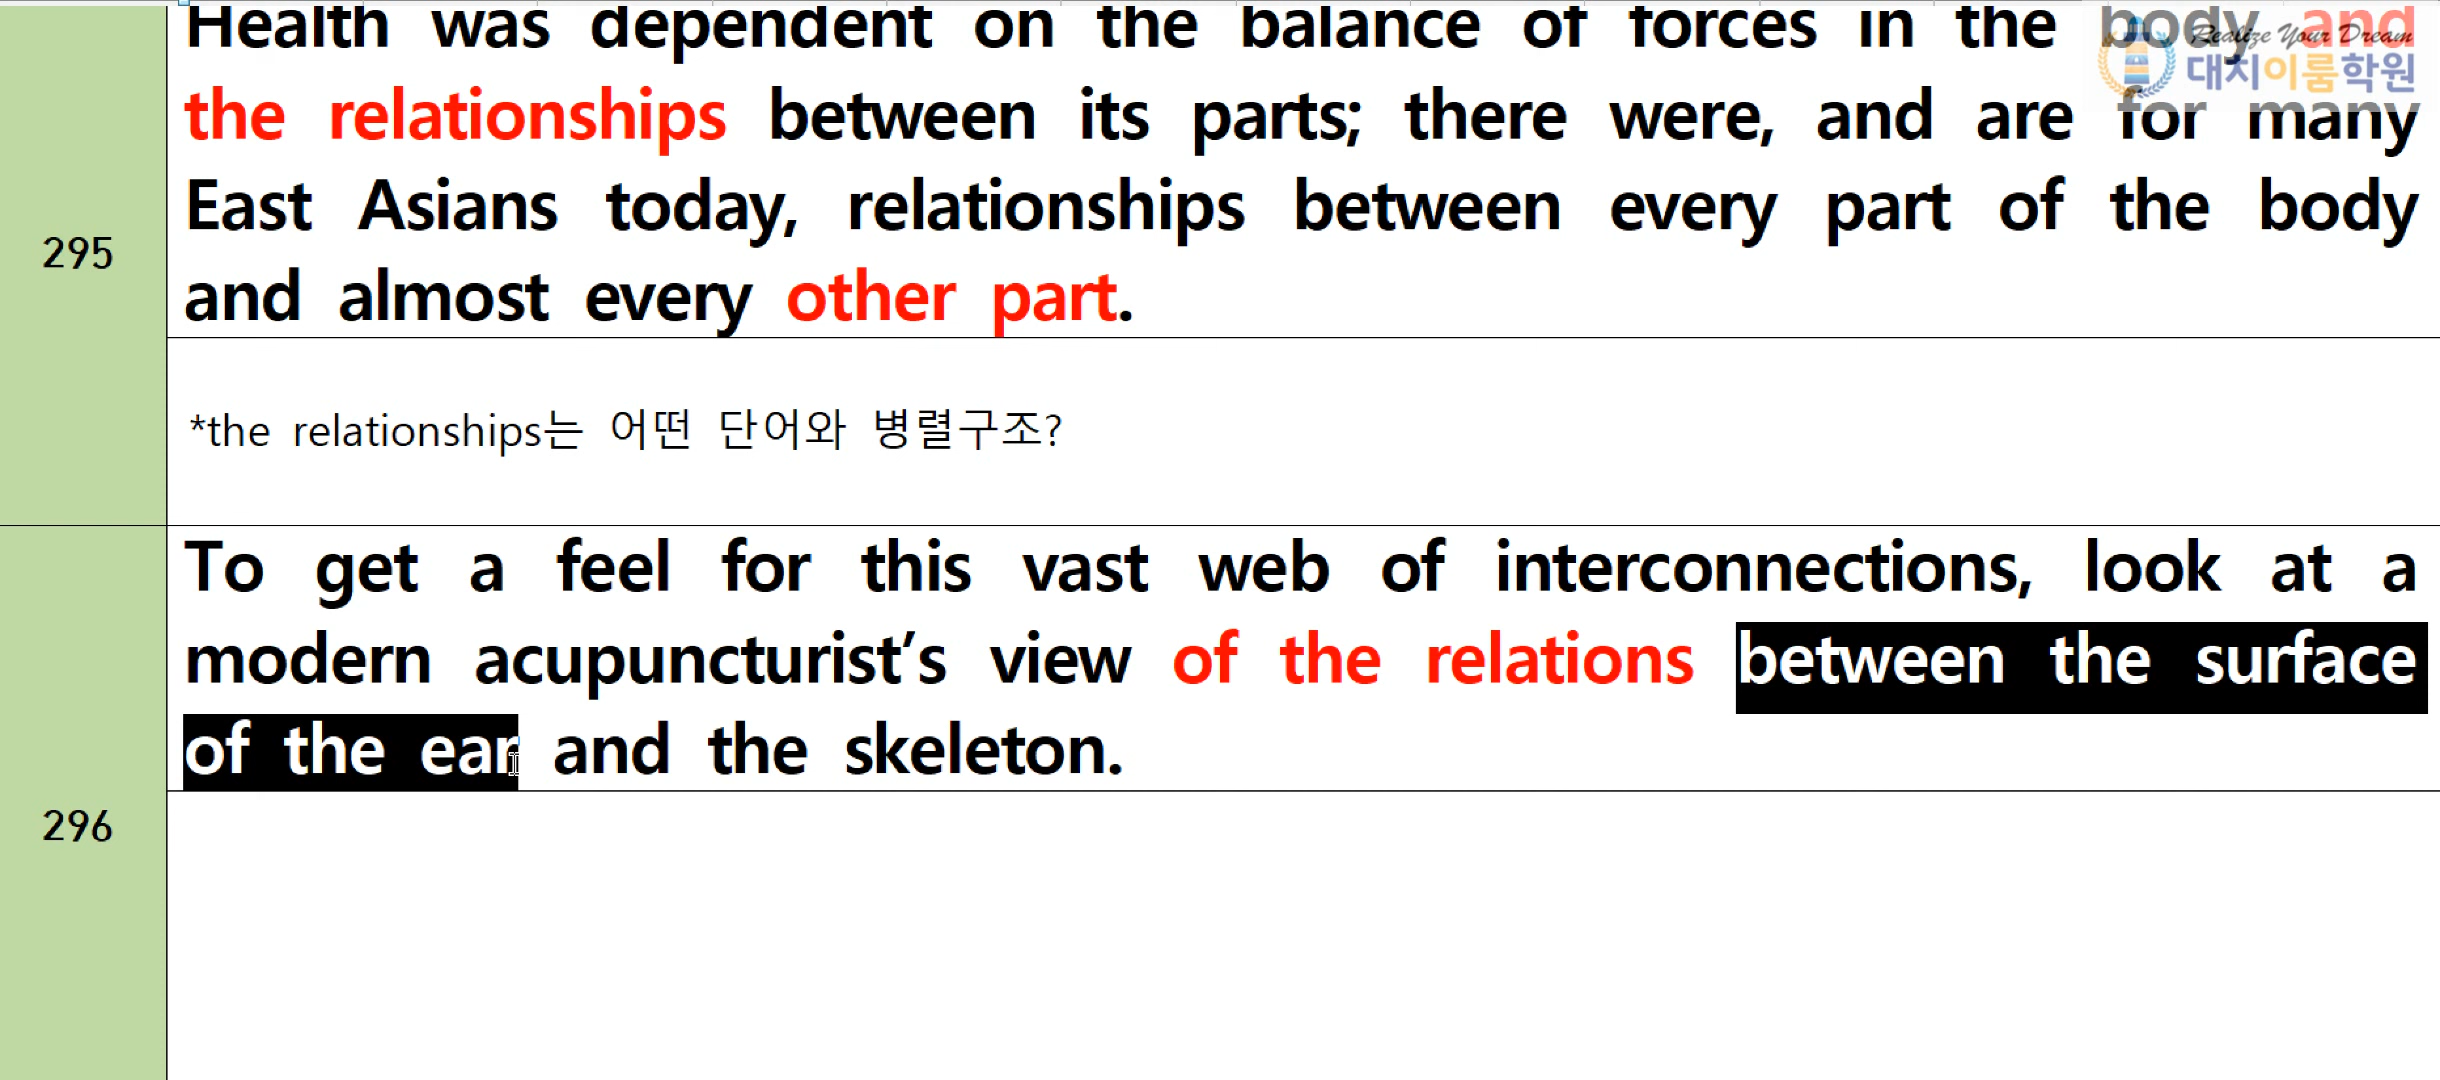 Health was dependent on the balance of forces in the body and
Realize Your Dream
대치이룸학원
the relationships between its parts; there were, and are for many
East Asians today, relationships between every part of the body
295
and almost every other part.
*the relationships는 어떤 단어와 병렬구조?
To get a feel for this vast web of interconnections, look at a
modern acupuncturist’s view of the relations between the surface
of the ear and the skeleton.
296